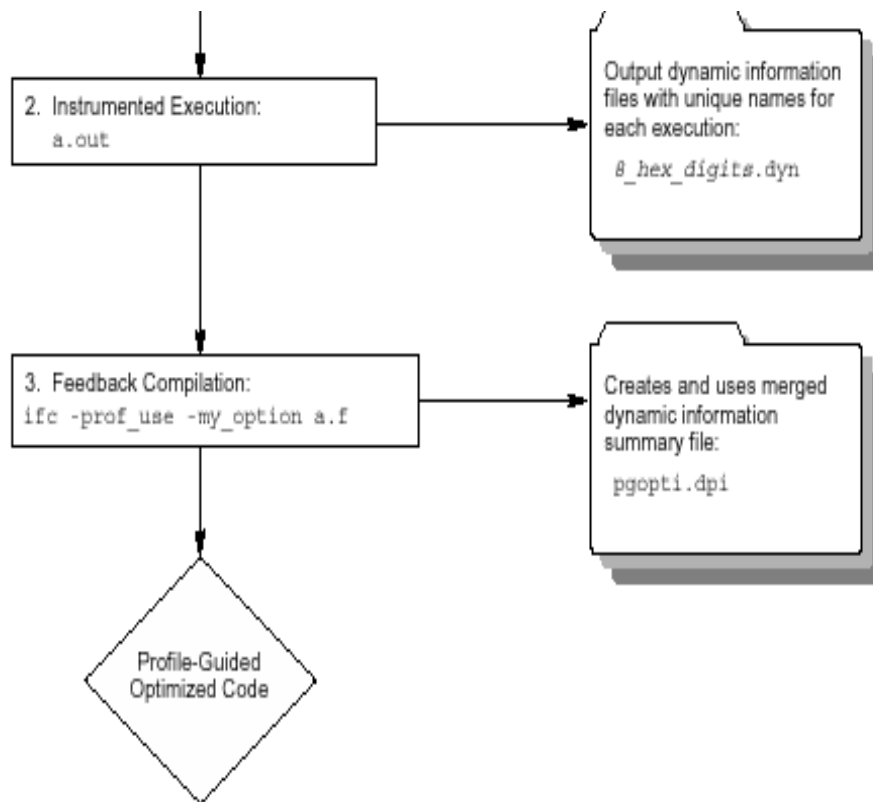 2. Instrumented Execution:
a.out
Output dynamic information
files with unique names for
each execution:
8_hex_digits.dyn
3. Feedback Compilation:
ifc -prof_use -my_option a.f
Creates and uses merged
dynamic information
summary file:
pgopti.dpi
Profile-Guided
Optimized Code